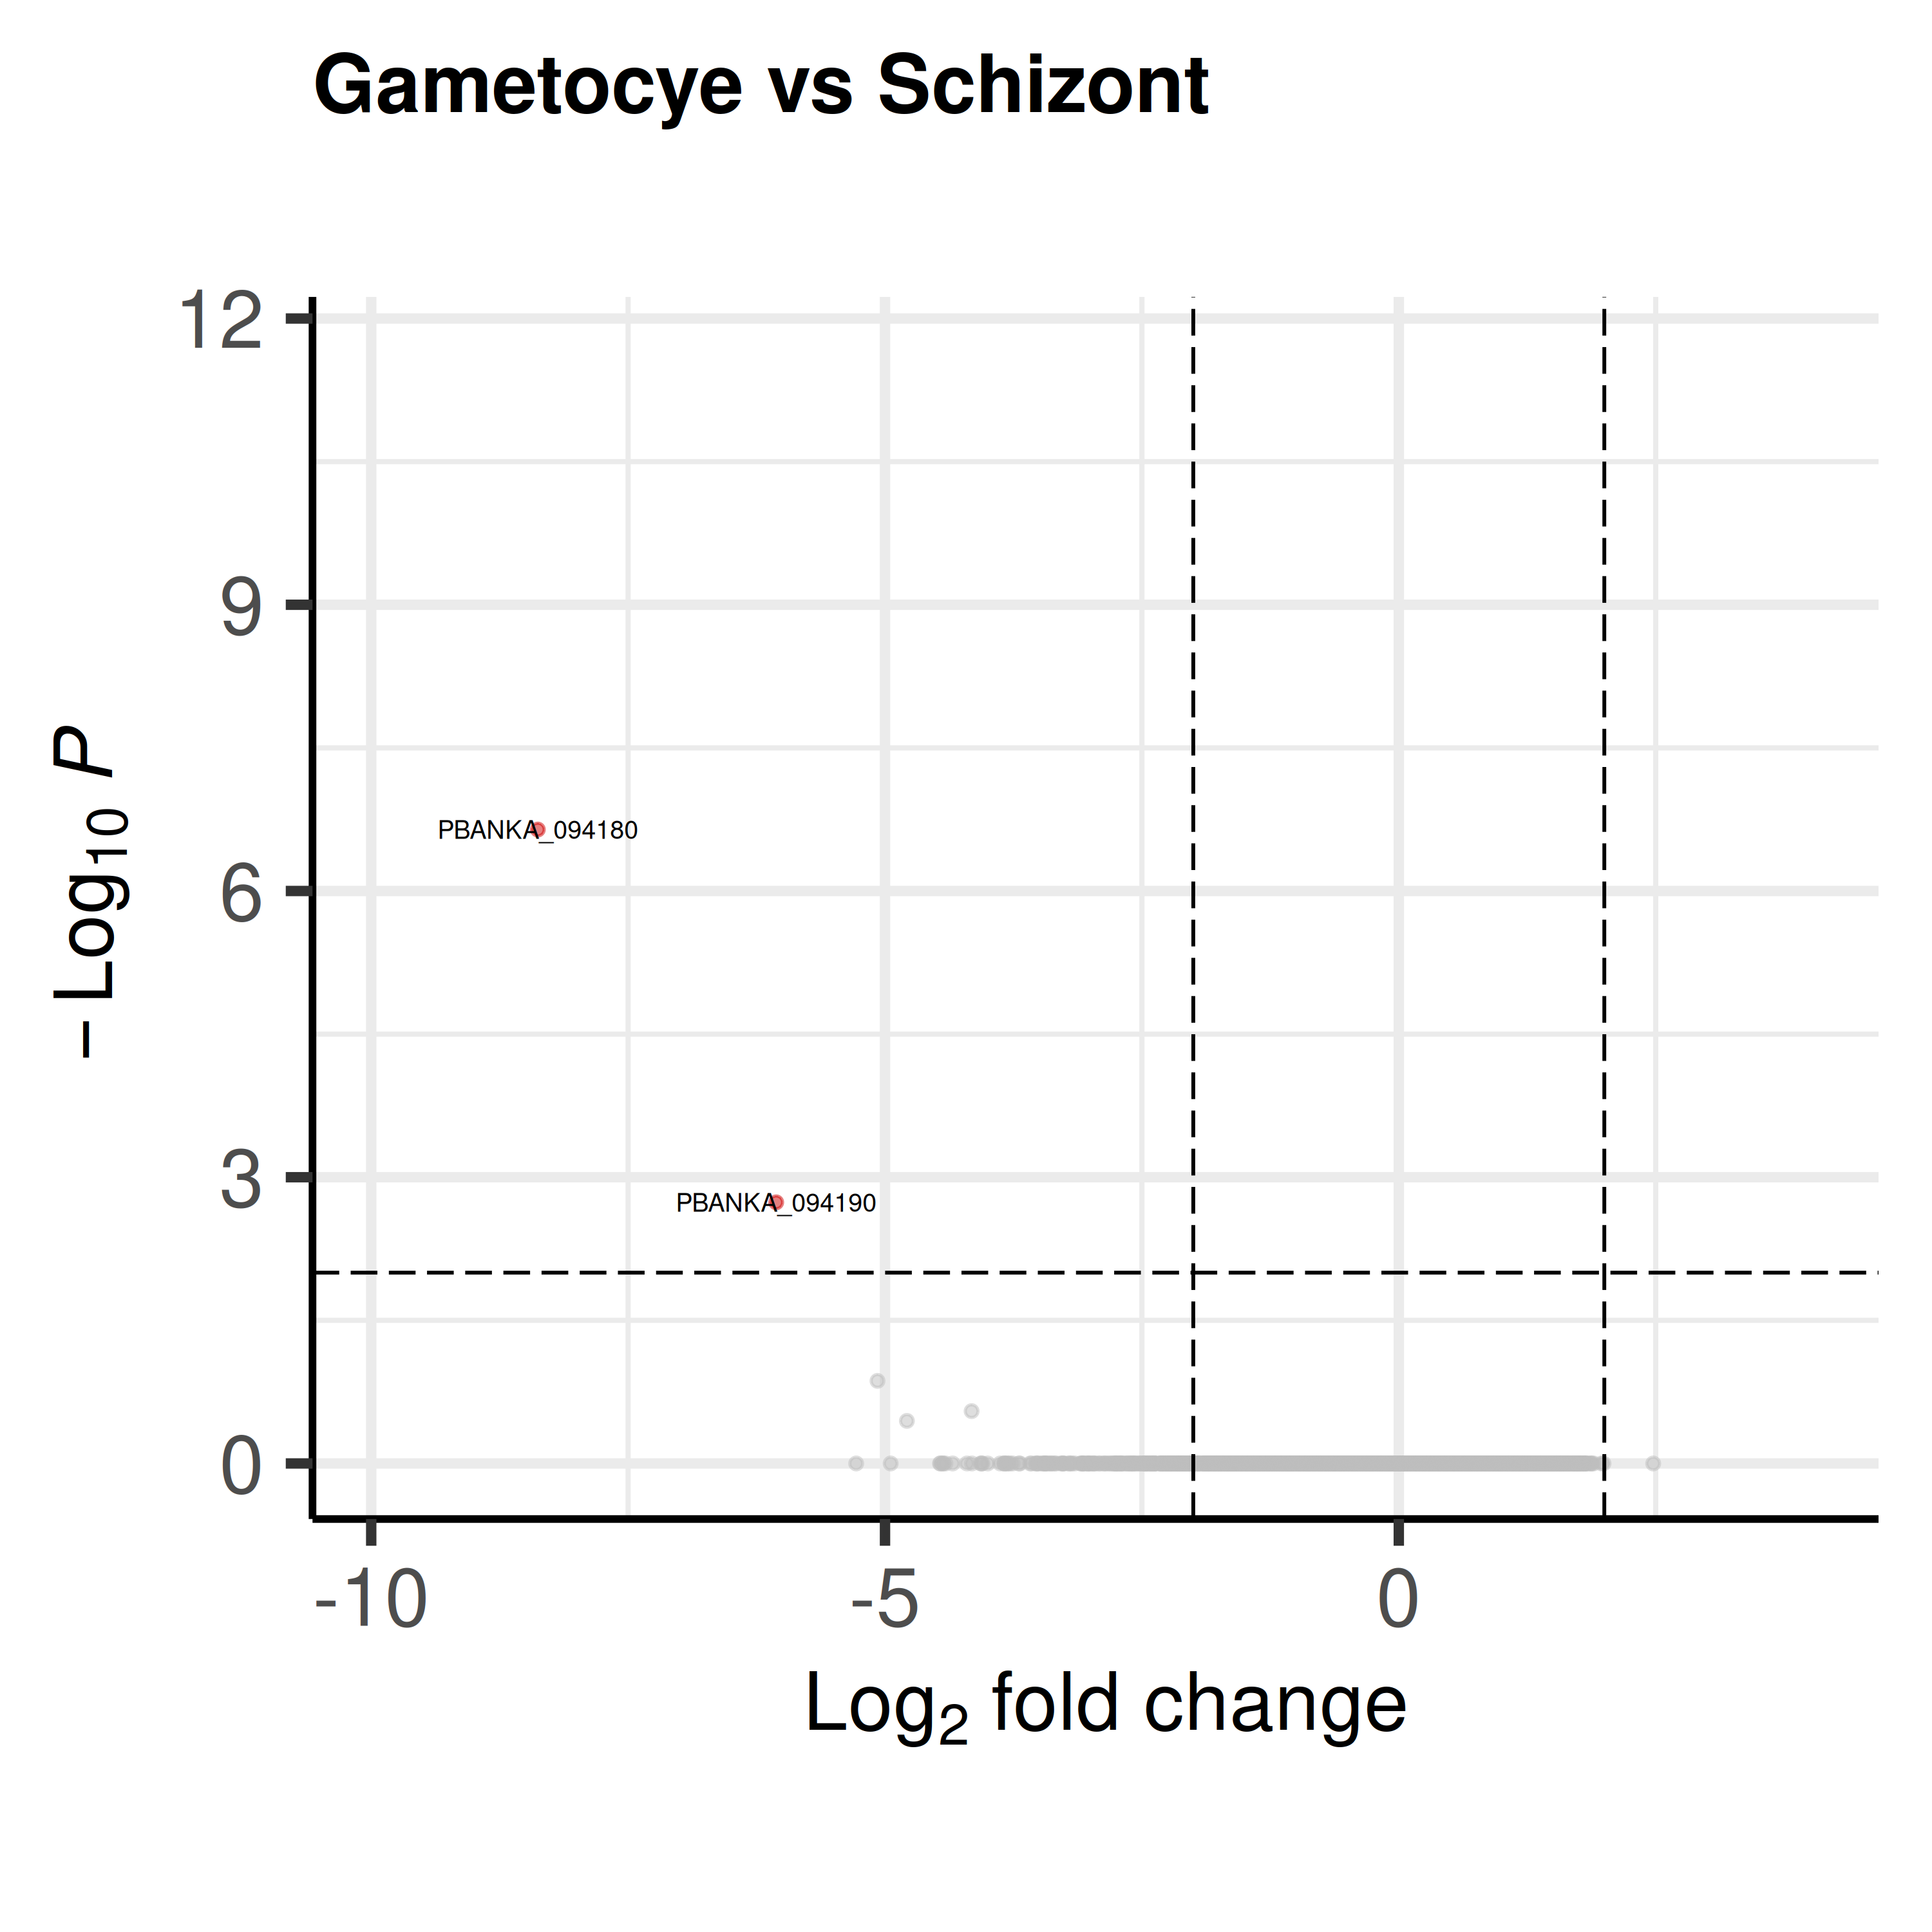 Gametocye vs Schizont
12
9
6
3
0
− Log₁₀ P
PBANKA_094180
PBANKA_094190
-10
-5
0
Log₂ fold change